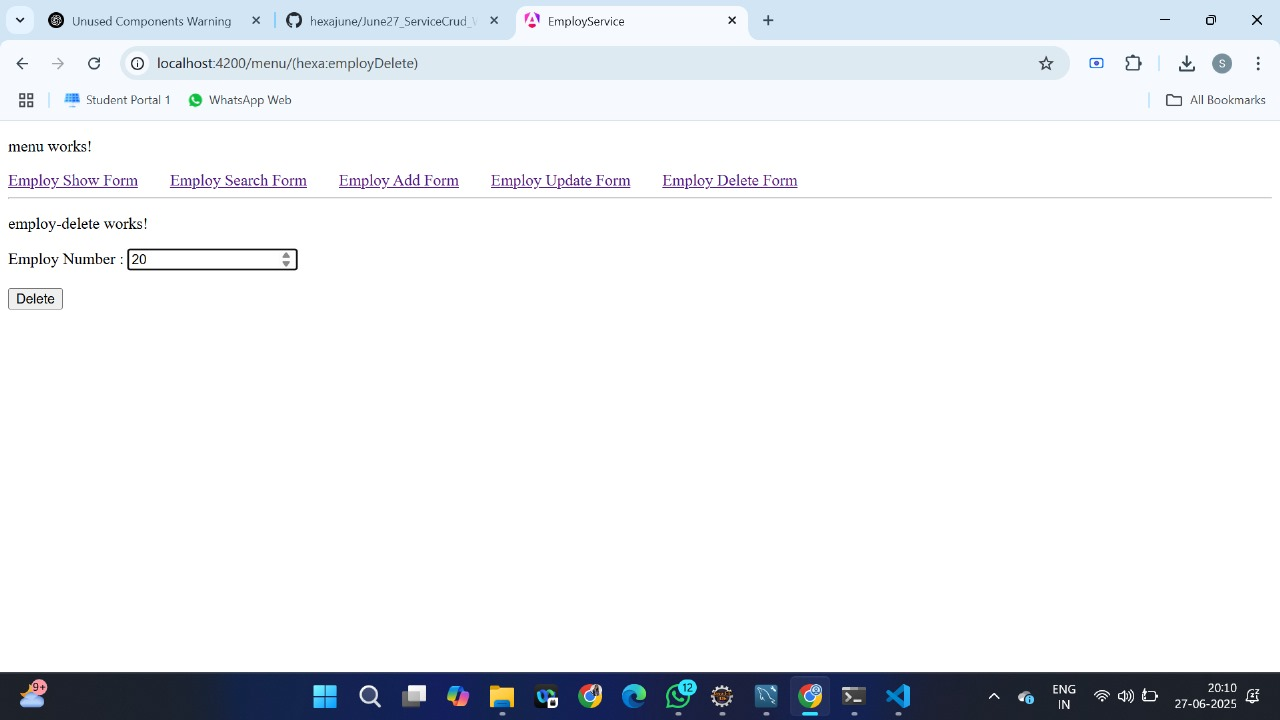 Unused Components Warning
hexajune/June27_ServiceCrud_
EmployService
localhost:4200/menu/(hexa:employDelete)
S
Student Portal 1
WhatsApp Web
All Bookmarks
menu works!
Employ Show Form Employ Search Form Employ Add Form Employ Update Form Employ Delete Form
employ-delete works!
Employ Number : 20
Delete
9+
12
ENG
IN
20:10
27-06-2025